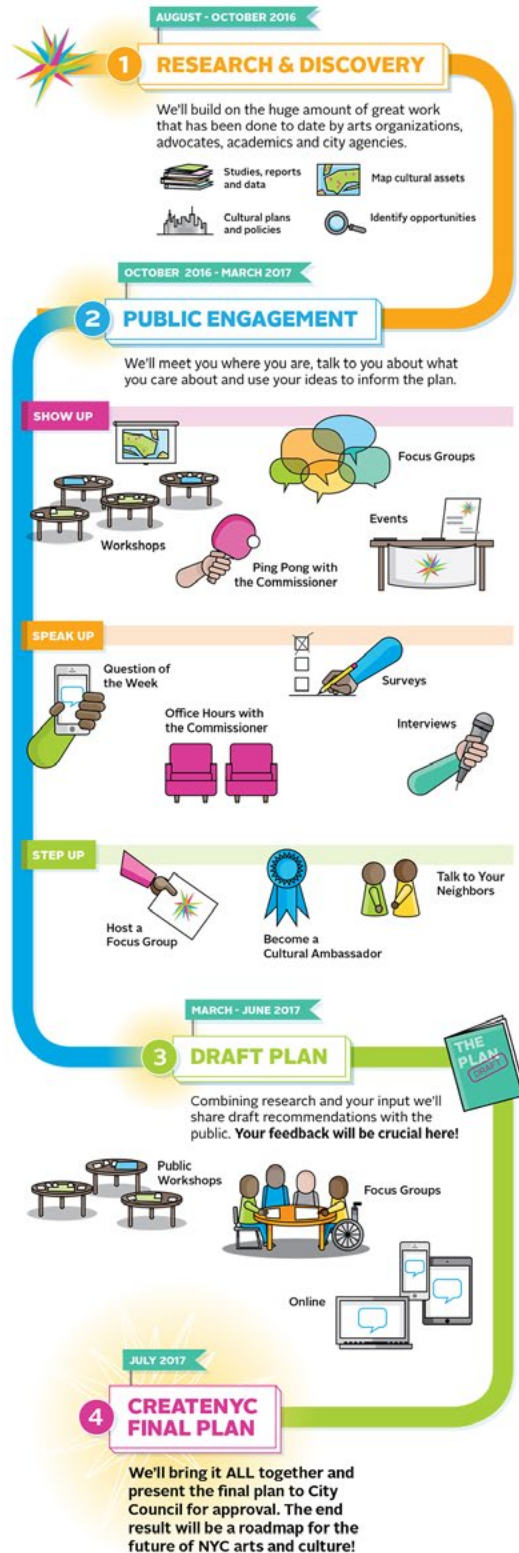 AUGUST - OCTOBER 2016
1
RESEARCH & DISCOVERY
We'll build on the huge amount of great work
that has been done to date by arts organizations,
advocates, academics and city agencies.
Studies, reports
and data
Map cultural assets
Cultural plans
and policies
Identify opportunities
OCTOBER 2016 - MARCH 2017
2
PUBLIC ENGAGEMENT
We'll meet you where you are, talk to you about what
you care about and use your ideas to inform the plan.
SHOW UP
Focus Groups
Workshops
Events
Ping Pong with
the Commissioner
SPEAK UP
Question of
the Week
Surveys
Office Hours with
the Commissioner
Interviews
STEP UP
Host a
Focus Group
Become a
Cultural Ambassador
Talk to Your
Neighbors
MARCH - JUNE 2017
3
DRAFT PLAN
THE
PLAN
DRAFT
Combining research and your input we'll
share draft recommendations with the
public. Your feedback will be crucial here!
Public
Workshops
Focus Groups
Online
JULY 2017
4
CREATENYC
FINAL PLAN
We'll bring it ALL together and
present the final plan to City
Council for approval. The end
result will be a roadmap for the
future of NYC arts and culture!